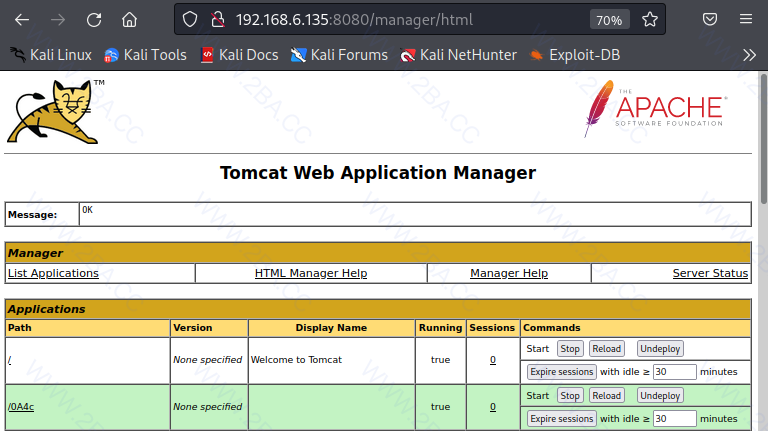 192.168.6.135:8080/manager/html 70%
Kali Linux Kali Tools Kali Docs Kali Forums Kali NetHunter Exploit-DB
TM
THE
APACHE®
SOFTWARE FOUNDATION
Tomcat Web Application Manager
Message: OK
Manager
List Applications HTML Manager Help Manager Help Server Status
Applications
Path Version Display Name Running Sessions Commands
/ None specified Welcome to Tomcat true 0 Start Stop Reload Undeploy
Expire sessions with idle ≥ 30 minutes
/0A4c None specified true 0 Start Stop Reload Undeploy
Expire sessions with idle ≥ 30 minutes
WWW.2BA.CC